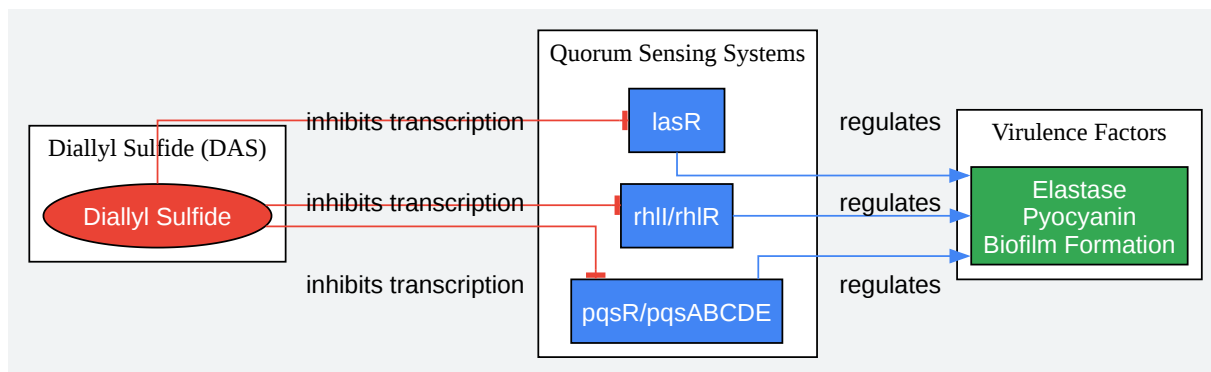 Diallyl Sulfide (DAS)
Diallyl Sulfide
inhibits transcription
inhibits transcription
inhibits transcription
Quorum Sensing Systems
lasR
rhlI/rhlR
pqsR/pqsABCDE
regulates
regulates
regulates
Virulence Factors
Elastase
Pyocyanin
Biofilm Formation